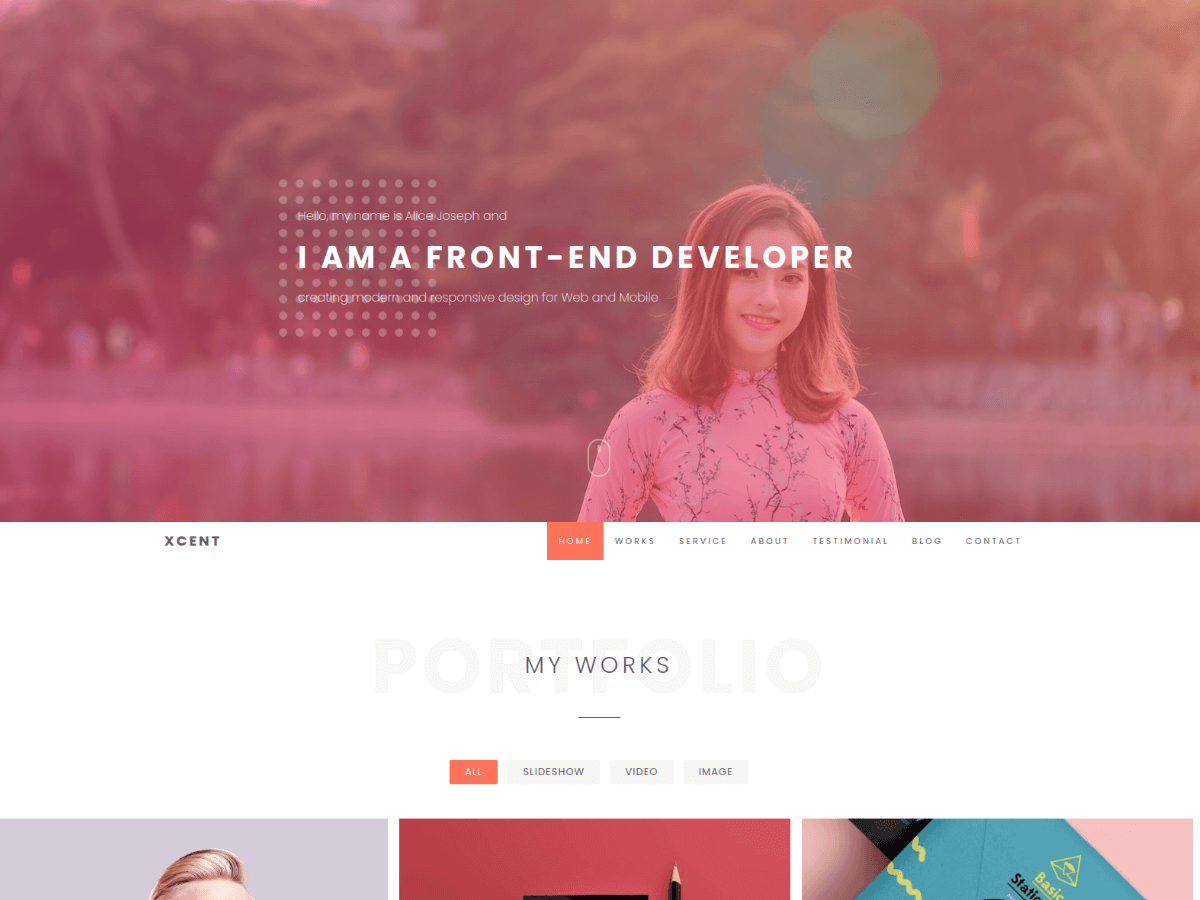 Hello, my name is Alice Joseph and
I AM A FRONT-END DEVELOPER
creating modern and responsive design for Web and Mobile
XCENT
HOME WORKS SERVICE ABOUT TESTIMONIAL BLOG CONTACT
PORTFOLIO
MY WORKS
ALL SLIDESHOW VIDEO IMAGE
Basic